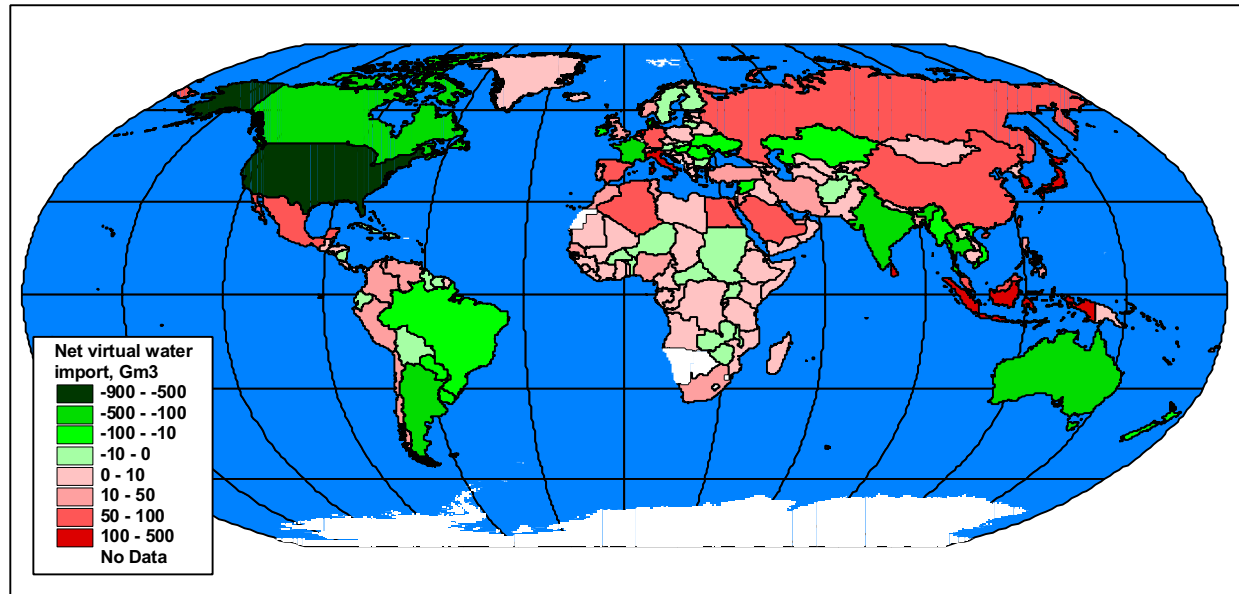 Net virtual water
import, Gm3
-900 - -500
-500 - -100
-100 - -10
-10 - 0
0 - 10
10 - 50
50 - 100
100 - 500
No Data